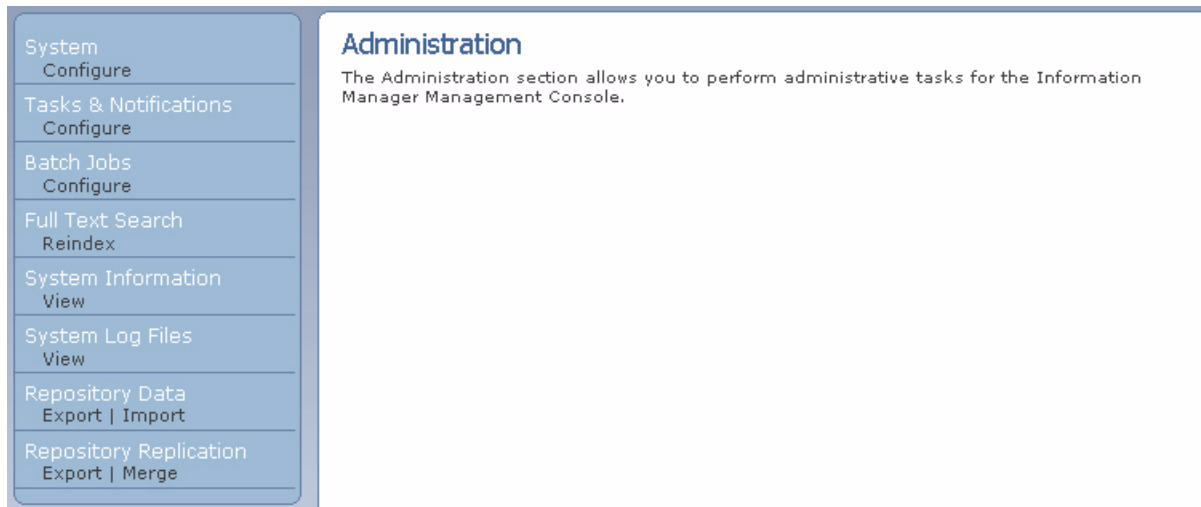 System
Configure
Tasks & Notifications
Configure
Batch Jobs
Configure
Full Text Search
Reindex
System Information
View
System Log Files
View
Repository Data
Export | Import
Repository Replication
Export | Merge
Administration
The Administration section allows you to perform administrative tasks for the Information
Manager Management Console.